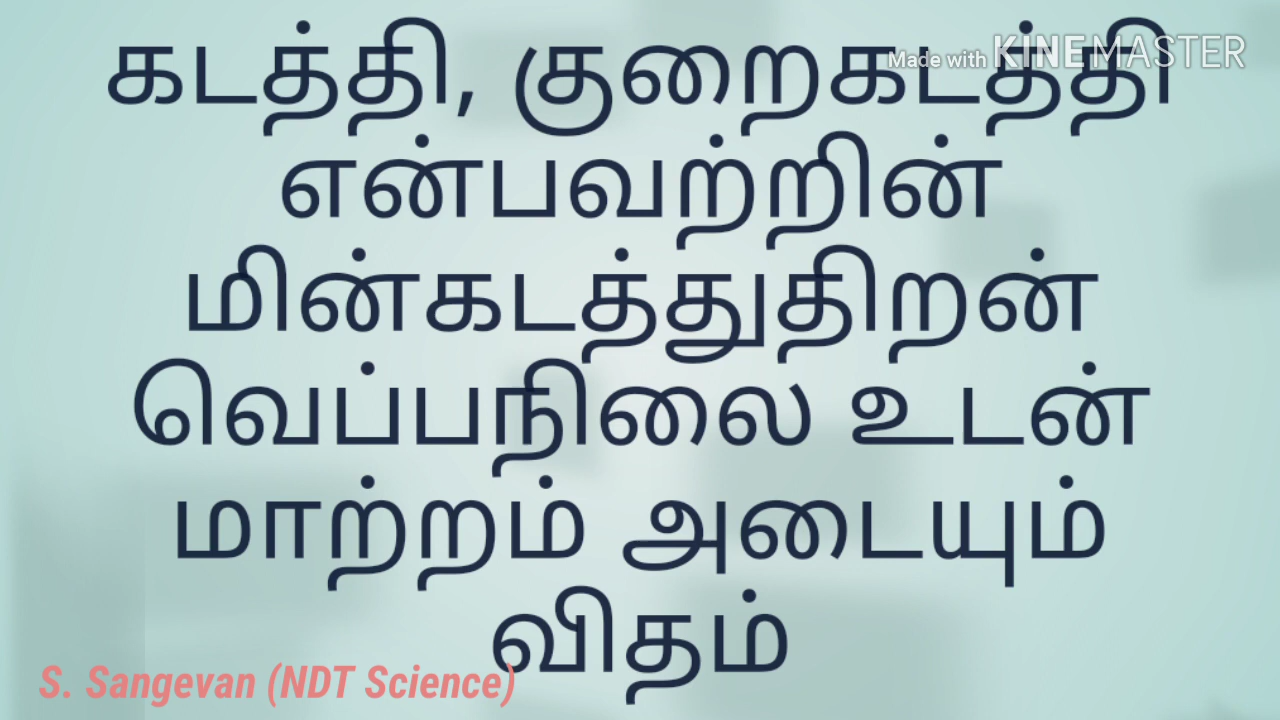 Made with KINEMASTER
கடத்தி, குறைகடத்தி
என்பவற்றின்
மின்கடத்துதிறன்
வெப்பநிலை உடன்
மாற்றம் அடையும்
விதம்
S. Sangevan (NDT Science)